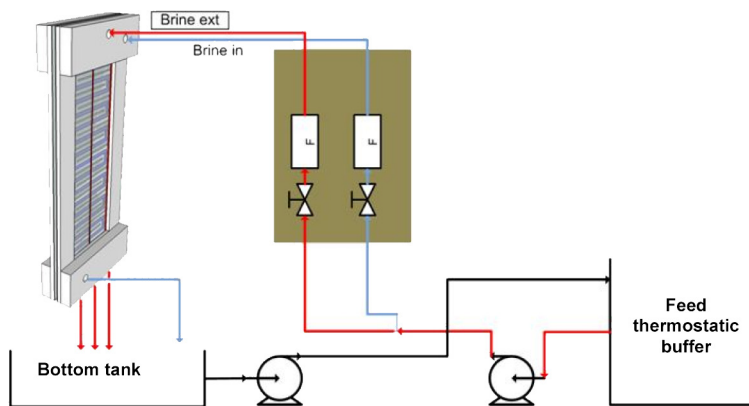 Brine ext
Brine in
F
F
Feed
thermostatic
buffer
Bottom tank